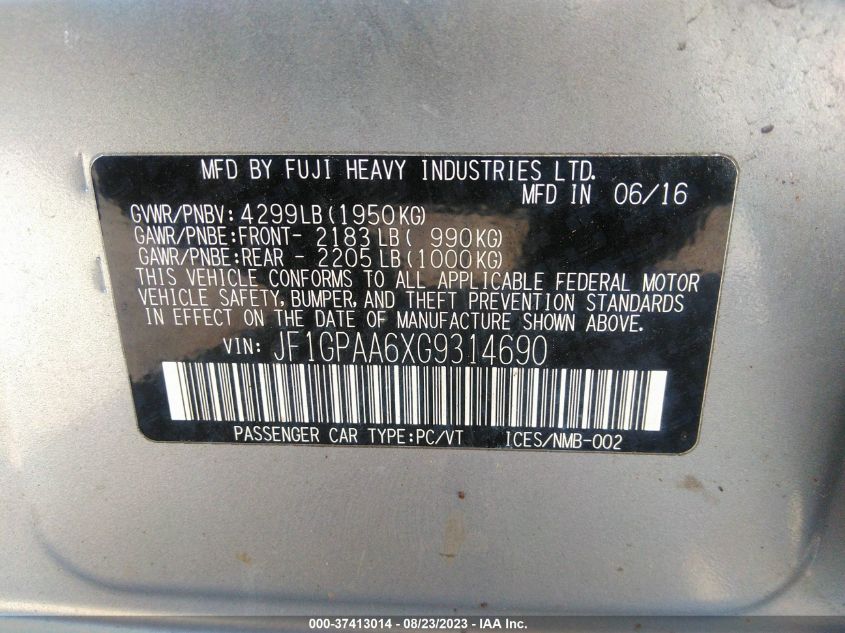 MFD BY FUJI HEAVY INDUSTRIES LTD.
MFD IN 06/16
GVWR/PNBV: 4299LB(1950KG)
GAWR/PNBE:FRONT- 2183LB( 990KG)
GAWR/PNBE:REAR - 2205LB(1000KG)
THIS VEHICLE CONFORMS TO ALL APPLICABLE FEDERAL MOTOR
VEHICLE SAFETY, BUMPER, AND THEFT PREVENTION STANDARDS
IN EFFECT ON THE DATE OF MANUFACTURE SHOWN ABOVE.
VIN: JF1GPAA6XG9314690
PASSENGER CAR TYPE:PC/VT ICES/NMB-002
000-37413014 - 08/23/2023 - Copyright IAA, LLC.